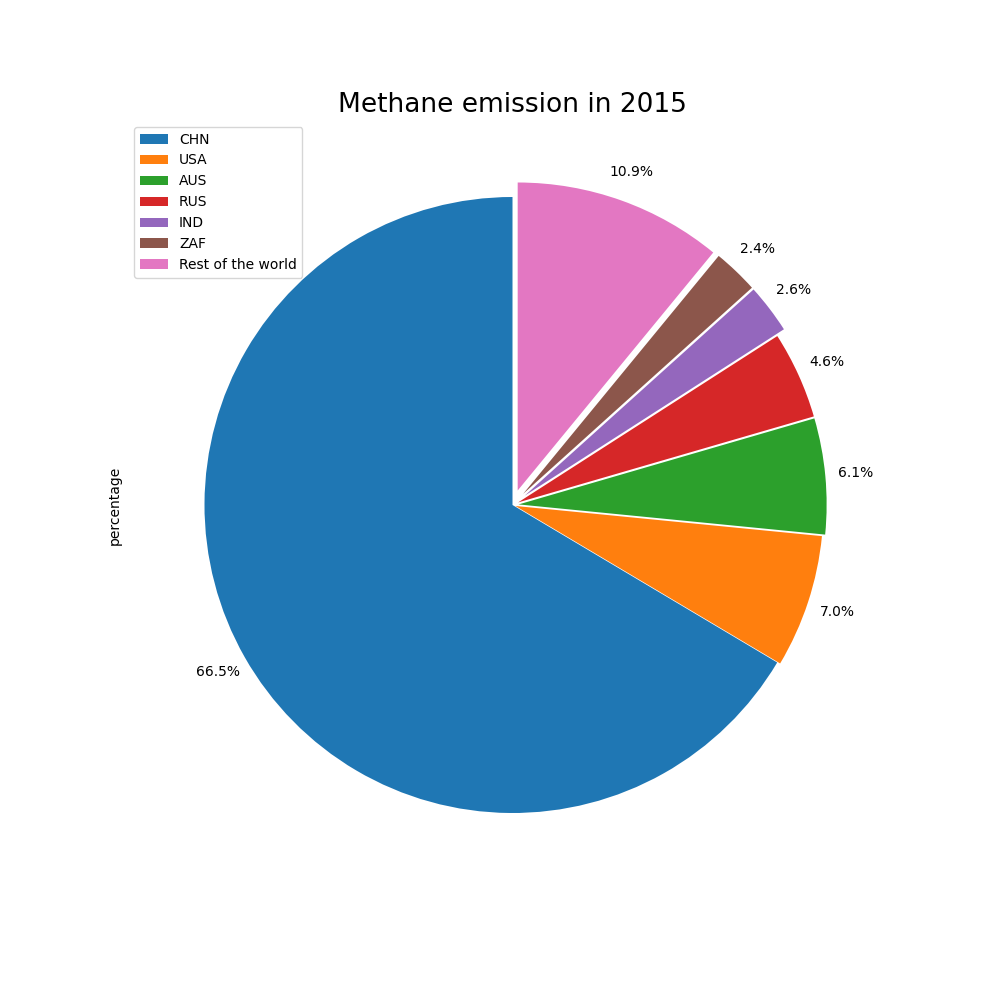 Methane emission in 2015
CHN
USA
AUS
RUS
IND
ZAF
Rest of the world
10.9%
2.4%
2.6%
4.6%
6.1%
7.0%
66.5%
percentage